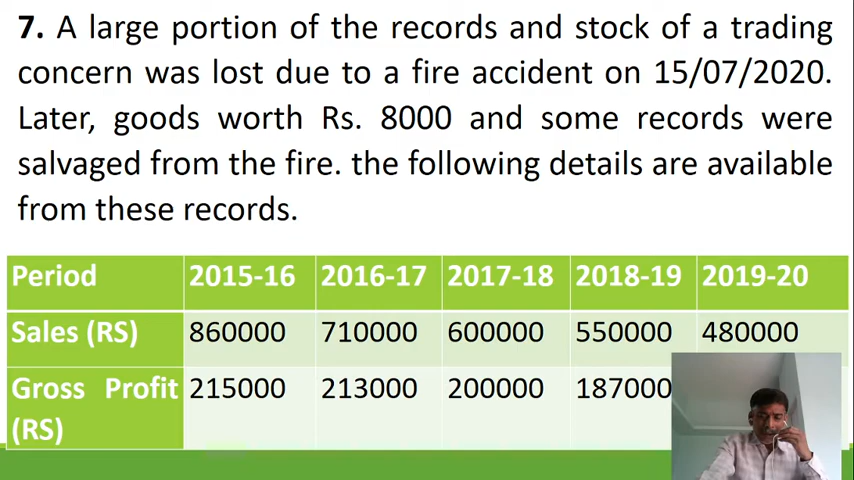 7. A large portion of the records and stock of a trading
concern was lost due to a fire accident on 15/07/2020.
Later, goods worth Rs. 8000 and some records were
salvaged from the fire. the following details are available
from these records.
Period 2015-16 2016-17 2017-18 2018-19 2019-20
Sales (RS) 860000 710000 600000 550000 480000
Gross Profit 215000 213000 200000 187000
(RS)